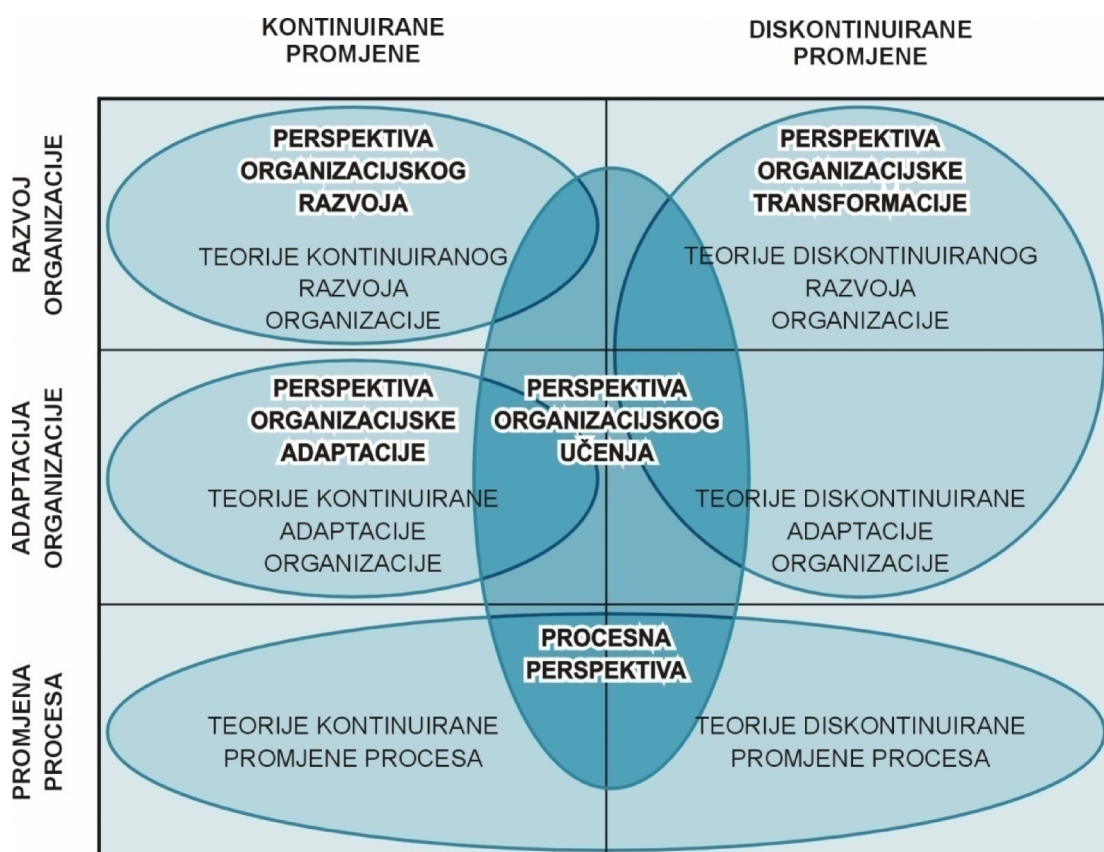 KONTINUIRANE
PROMJENE
DISKONTINUIRANE
PROMJENE
RAZVOJ
ORGANIZACIJE
PERSPEKTIVA
ORGANIZACIJSKOG
RAZVOJA
TEORIJE KONTINUIRANOG
RAZVOJA
ORGANIZACIJE
PERSPEKTIVA
ORGANIZACIJSKE
TRANSFORMACIJE
TEORIJE DISKONTINUIRANOG
RAZVOJA
ORGANIZACIJE
ADAPTACIJA
ORGANIZACIJE
PERSPEKTIVA
ORGANIZACIJSKE
ADAPTACIJE
TEORIJE KONTINUIRANE
ADAPTACIJE
ORGANIZACIJE
PERSPEKTIVA
ORGANIZACIJSKOG
UČENJA
TEORIJE DISKONTINUIRANE
ADAPTACIJE
ORGANIZACIJE
PROMJENA
PROCESA
PROCESNA
PERSPEKTIVA
TEORIJE KONTINUIRANE
PROMJENE PROCESA
TEORIJE DISKONTINUIRANE
PROMJENE PROCESA